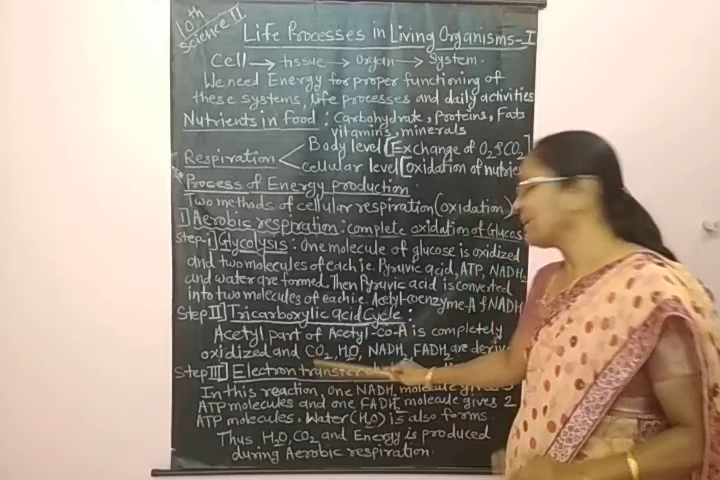 10th
Science II
Life Processes in Living Organisms-I
Cell → tissue → Organ → System.
We need Energy for proper functioning of
these systems, life processes and daily activities
Nutrients in Food : Carbohydrate, Proteins, Fats
vitamins, minerals
Respiration < Body level [Exchange of O2 & CO2]
Cellular level [Oxidation of
Process of Energy production
Two methods of cellular respiration (oxidation)
1] Aerobic respiration : complete oxidation of
Step-I] Glycolysis : One molecule of glucose is oxidized
and two molecules of each i.e. Pyruvic acid, ATP, NADH2
and water are formed. Then Pyruvic acid is converted
into two molecules of each i.e. Acetyl-coenzyme-A & NADH
Step II] Tricarboxylic acid Cycle :
Acetyl part of Acetyl-co-A is completely
oxidized and CO2, H2O, NADH2, FADH2 are
Step III] Electron transfer
In this reaction, one NADH2 molecule gives 3
ATP molecules and one FADH2 molecule gives 2
ATP molecules. Water (H2O) is also forms.
Thus H2O, CO2 and Energy is produced
during Aerobic respiration.